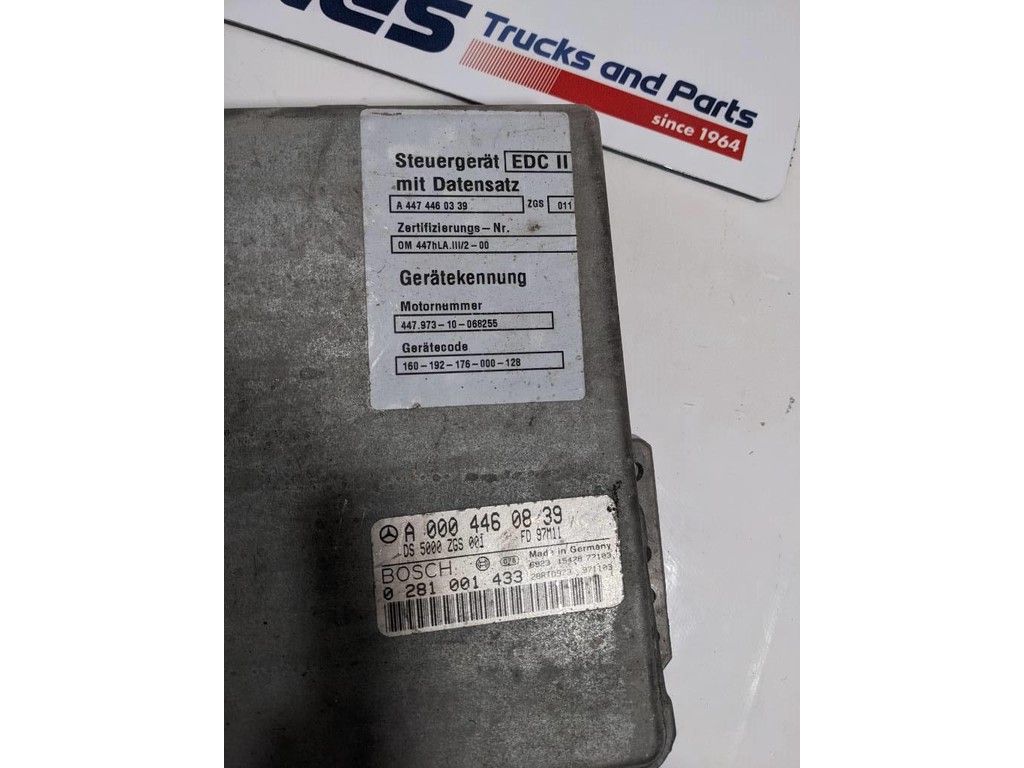 Trucks and Parts
since 1964
Steuergerät EDC II
mit Datensatz
A 447 446 03 39 ZGS 011
Zertifizierungs-Nr.
OM 447hLA.III/2-00
Gerätekennung
Motornummer
447.973-10-068255
Gerätecode
160-192-176-000-128
A 000 446 08 39
DS 5000 ZGS 001 FD 97M11
Made in Germany
BOSCH
0 281 001 433